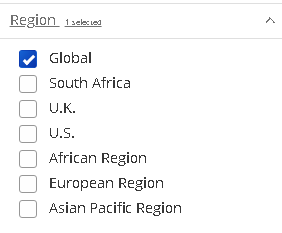 Region 1 selected
Global
South Africa
U.K.
U.S.
African Region
European Region
Asian Pacific Region